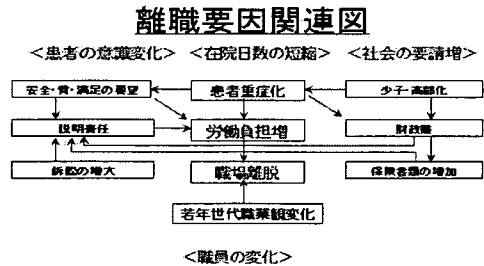 離職要因関連図
<患者の意識変化> <在院日数の短縮> <社会の要請増>
安全・質・満足の要望 患者重症化 少子・高齢化
説明責任 労働負担増 財政難
訴訟の増大 職場離脱 保険書類の増加
若年世代職業観変化
<職員の変化>